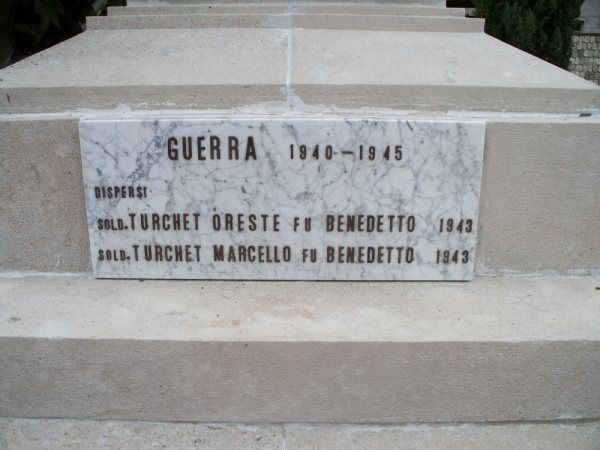 GUERRA 1940-1945
DISPERSI
SOLD. TURCHET ORESTE FU BENEDETTO 1943
SOLD. TURCHET MARCELLO FU BENEDETTO 1943